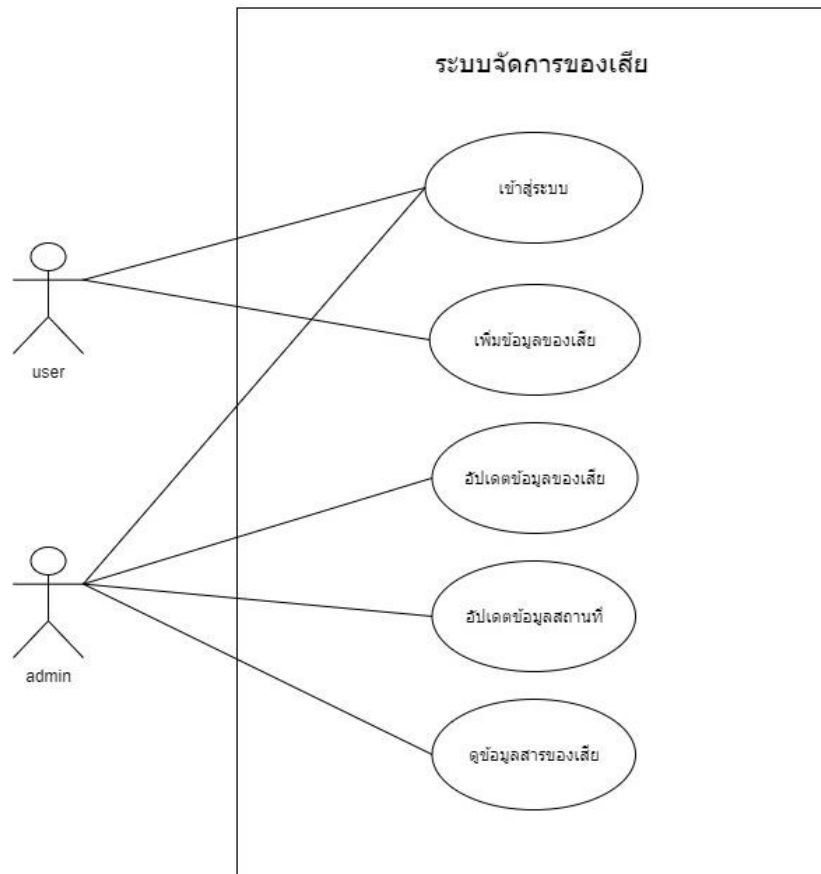 ระบบจัดการของเสีย
เข้าสู่ระบบ
user
เพิ่มข้อมูลของเสีย
อัปเดตข้อมูลของเสีย
อัปเดตข้อมูลสถานที่
admin
ดูข้อมูลสารของเสีย